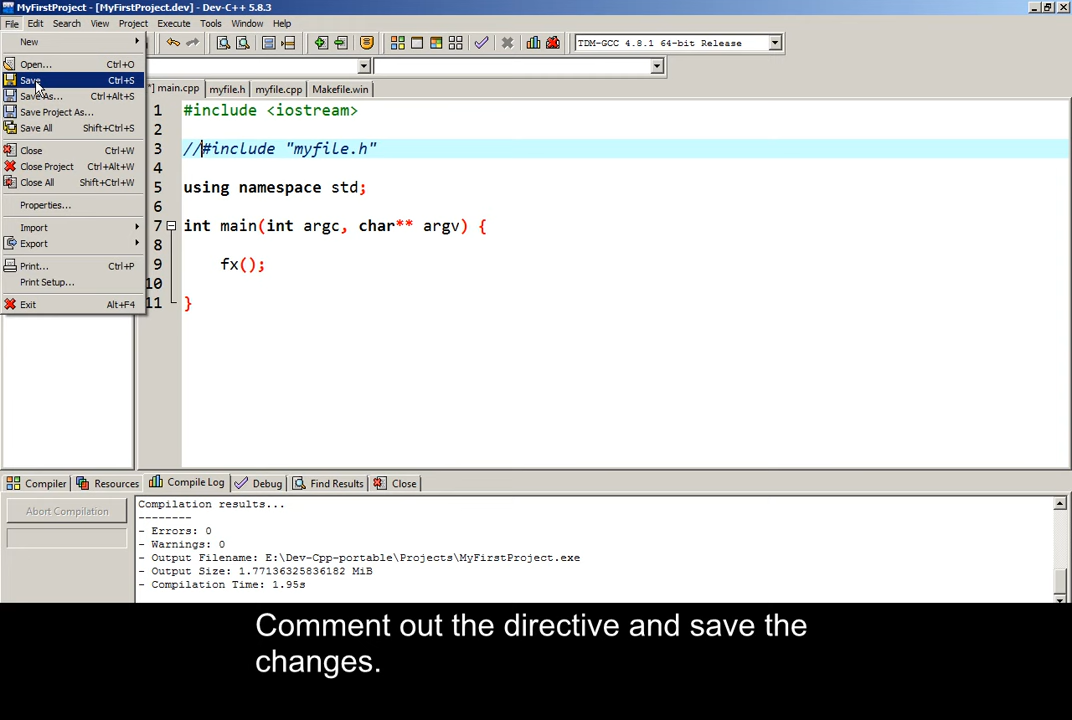 MyFirstProject - [MyFirstProject.dev] - Dev-C++ 5.8.3
File Edit Search View Project Execute Tools Window Help
New
Open... Ctrl+O
Save Ctrl+S
Save As... Ctrl+Alt+S
Save Project As...
Save All Shift+Ctrl+S
Close Ctrl+W
Close Project Ctrl+Alt+W
Close All Shift+Ctrl+W
Properties...
Import
Export
Print... Ctrl+P
Print Setup...
Exit Alt+F4
TDM-GCC 4.8.1 64-bit Release
*] main.cpp myfile.h myfile.cpp Makefile.win
1 #include <iostream>
2
3 //#include "myfile.h"
4
5 using namespace std;
6
7 int main(int argc, char** argv) {
8
9 fx();
10
11 }
Compiler Resources Compile Log Debug Find Results Close
Abort Compilation
Compilation results...
--------
- Errors: 0
- Warnings: 0
- Output Filename: E:\Dev-Cpp-portable\Projects\MyFirstProject.exe
- Output Size: 1.77136325836182 MiB
- Compilation Time: 1.95s
Comment out the directive and save the
changes.